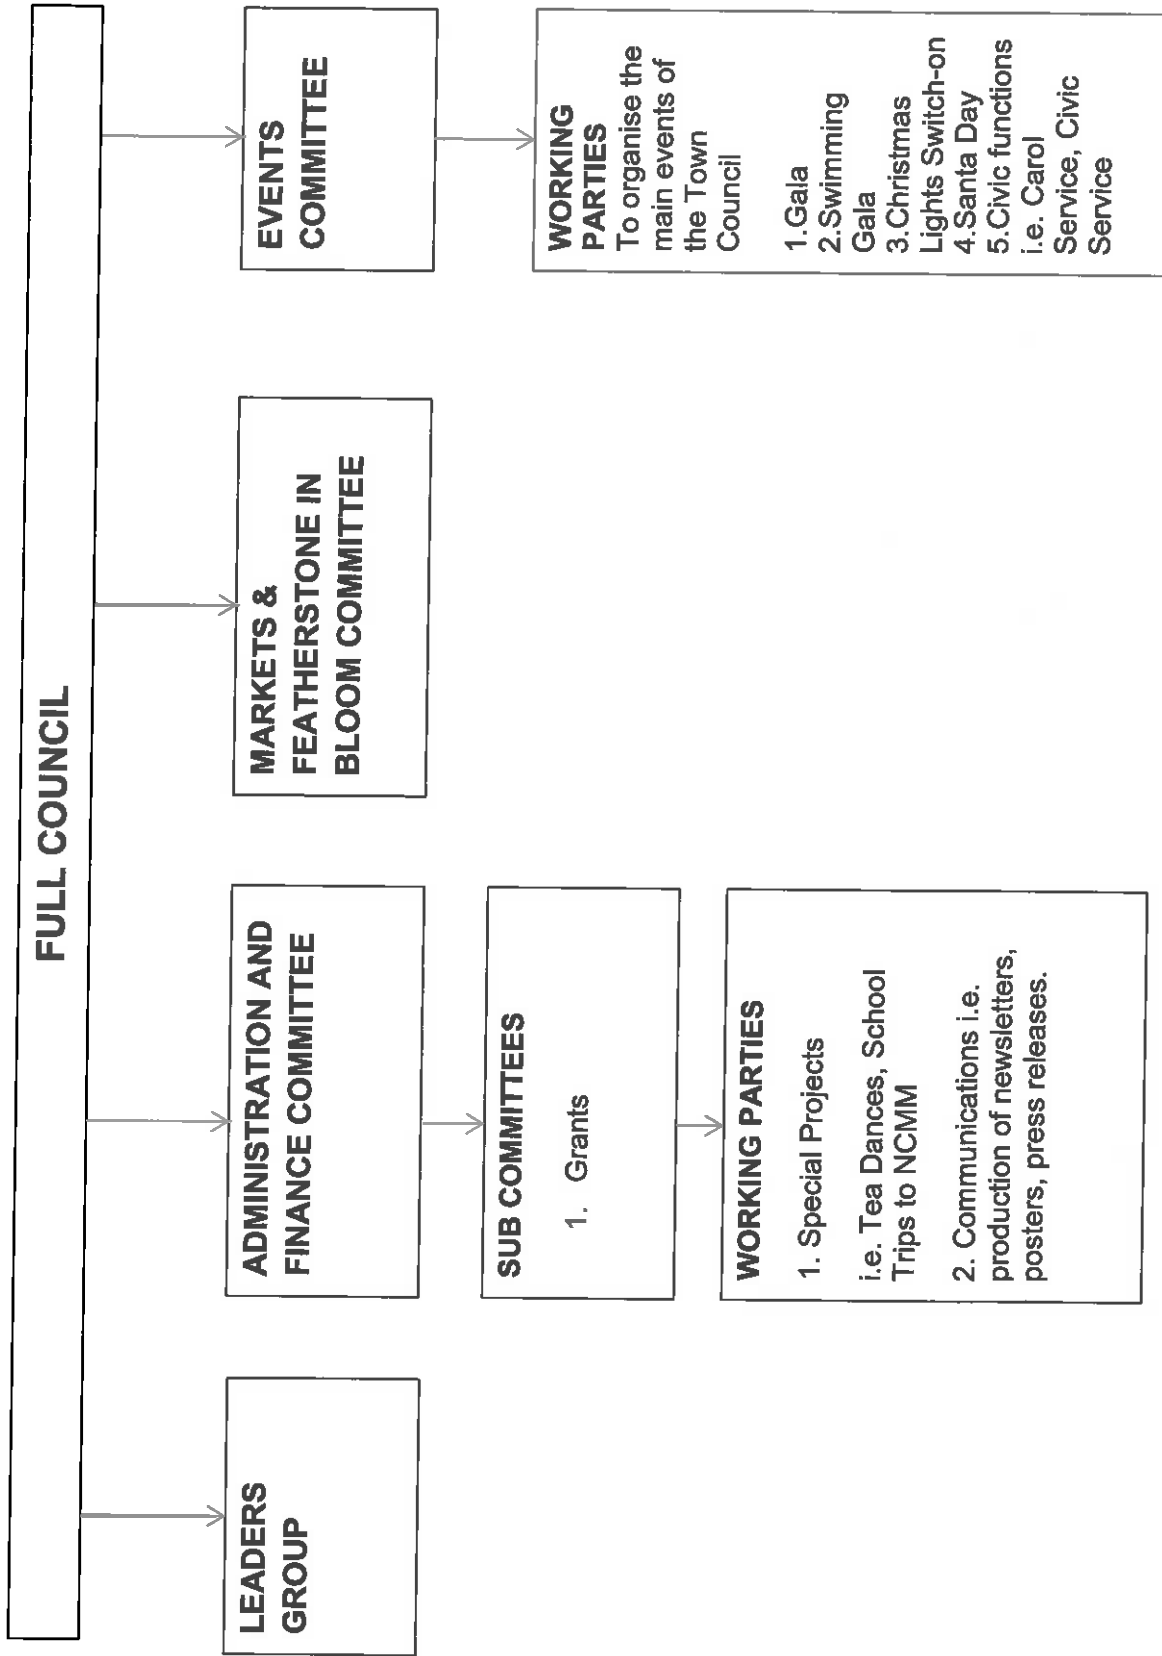 FULL COUNCIL
LEADERS
GROUP
ADMINISTRATION AND
FINANCE COMMITTEE
SUB COMMITTEES
1. Grants
WORKING PARTIES
1. Special Projects
i.e. Tea Dances, School
Trips to NCMM
2. Communications i.e.
production of newsletters,
posters, press releases.
MARKETS &
FEATHERSTONE IN
BLOOM COMMITTEE
EVENTS
COMMITTEE
WORKING
PARTIES
To organise the
main events of
the Town
Council
1.Gala
2.Swimming
Gala
3.Christmas
Lights Switch-on
4.Santa Day
5.Civic functions
i.e. Carol
Service, Civic
Service